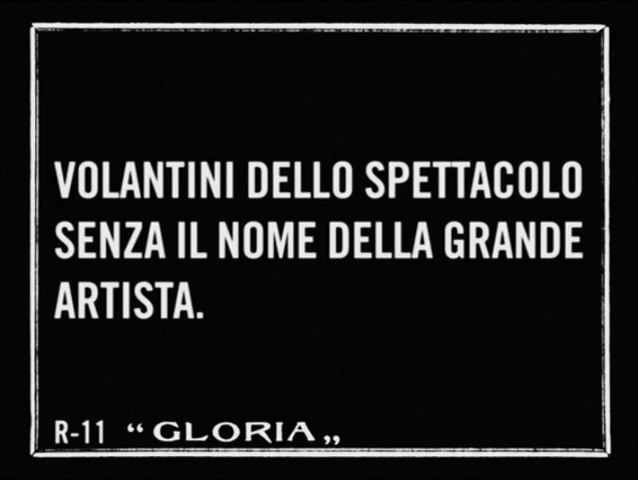 VOLANTINI DELLO SPETTACOLO
SENZA IL NOME DELLA GRANDE
ARTISTA.
R-11 “GLORIA„